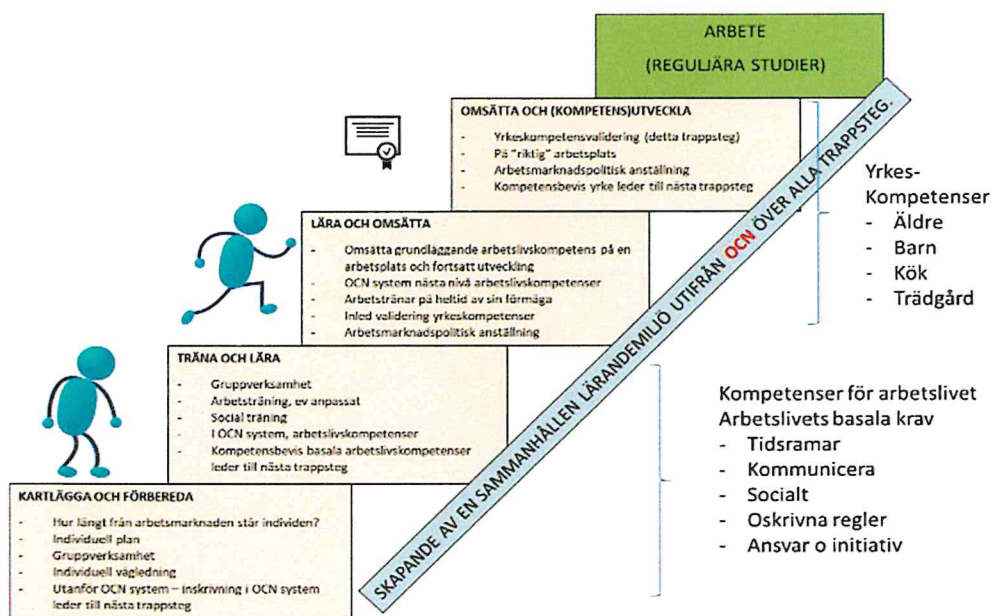 ARBETE
(REGULJÄRA STUDIER)
OMSÄTTA OCH (KOMPETENS)UTVECKLA
- Yrkeskompetensvalidering (detta trappsteg)
- På "riktig" arbetsplats
- Arbetsmarknadspolitisk anställning
- Kompetensbevis yrke leder till nästa trappsteg
LÄRA OCH OMSÄTTA
- Omsätta grundläggande arbetslivskompetens på en
arbetsplats och fortsatt utveckling
- OCN system nästa nivå arbetslivskompetenser
- Arbetstränar på heltid av sin förmåga
- Inled validering yrkeskompetenser
- Arbetsmarknadspolitisk anställning
TRÄNA OCH LÄRA
- Gruppverksamhet
- Arbetsträning, ev anpassat
- Social träning
- I OCN system, arbetslivskompetenser
- Kompetensbevis basala arbetslivskompetenser
leder till nästa trappsteg
KARTLÄGGA OCH FÖRBEREDA
- Hur långt från arbetsmarknaden står individen?
- Individuell plan
- Gruppverksamhet
- Individuell vägledning
- Utanför OCN system – inskrivning i OCN system
leder till nästa trappsteg
SKAPANDE AV EN SAMMANHÅLLEN LÄRANDEMILJÖ UTIFRÅN OCN ÖVER ALLA TRAPPSTEG.
Yrkes-
Kompetenser
- Äldre
- Barn
- Kök
- Trädgård
Kompetenser för arbetslivet
Arbetslivets basala krav
- Tidsramar
- Kommunicera
- Socialt
- Oskrivna regler
- Ansvar o initiativ